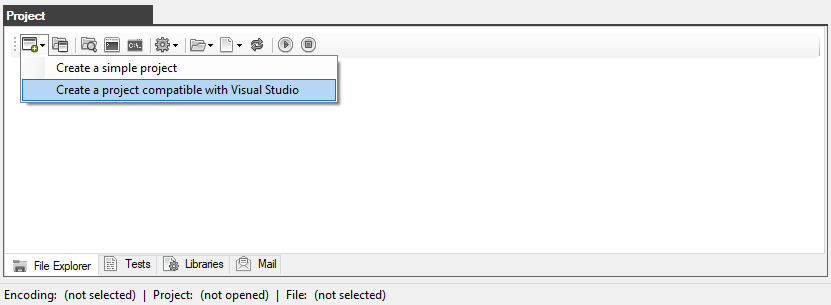 Project
Create a simple project
Create a project compatible with Visual Studio
File Explorer Tests Libraries Mail
Encoding: (not selected) | Project: (not opened) | File: (not selected)